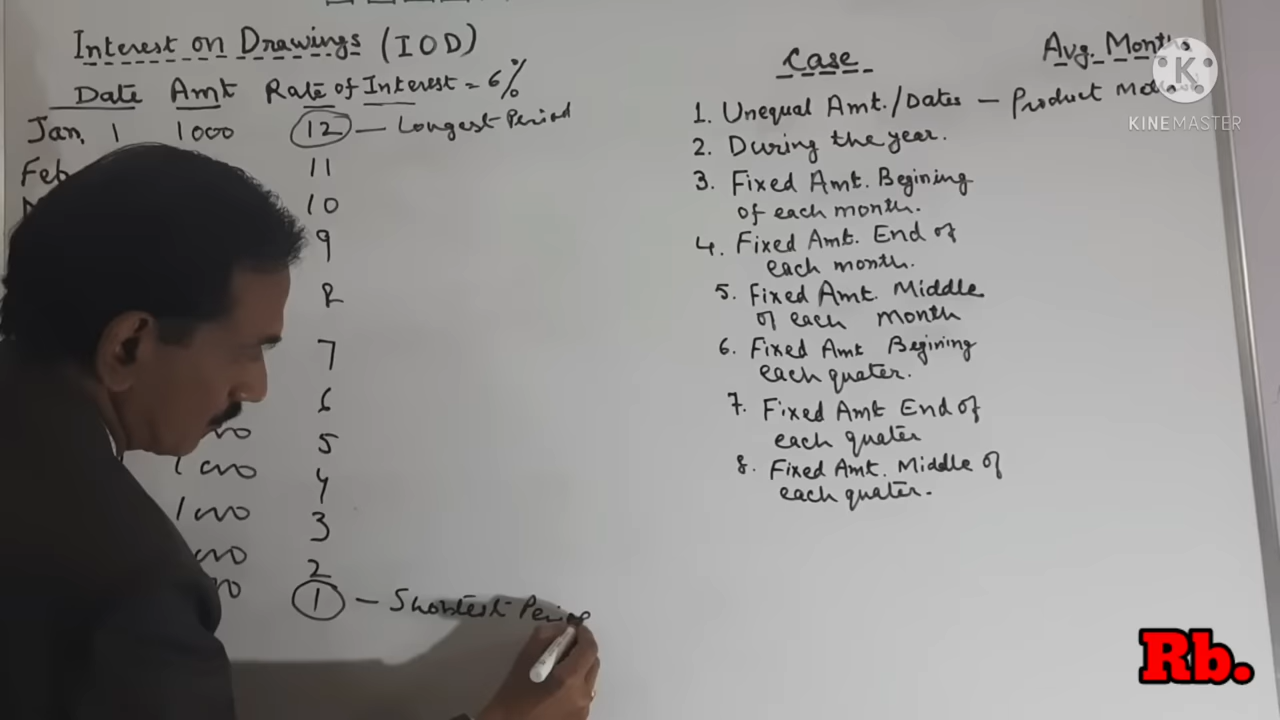 Interest on Drawings (IOD)
Date Amt Rate of Interest = 6%
Jan, 1 1000 12 — Longest Period
Feb 11
10
9
8
7
6
5
1000 4
1000 3
2
1 — Shortest Perio
Case Avg. Months
1. Unequal Amt./Dates — Product
2. During the year.
3. Fixed Amt. Begining
of each month.
4. Fixed Amt. End of
each month.
5. Fixed Amt. Middle
of each month
6. Fixed Amt Begining
each quater.
7. Fixed Amt End of
each quater
8. Fixed Amt. Middle of
each quater.
K
KINEMASTER
Rb.